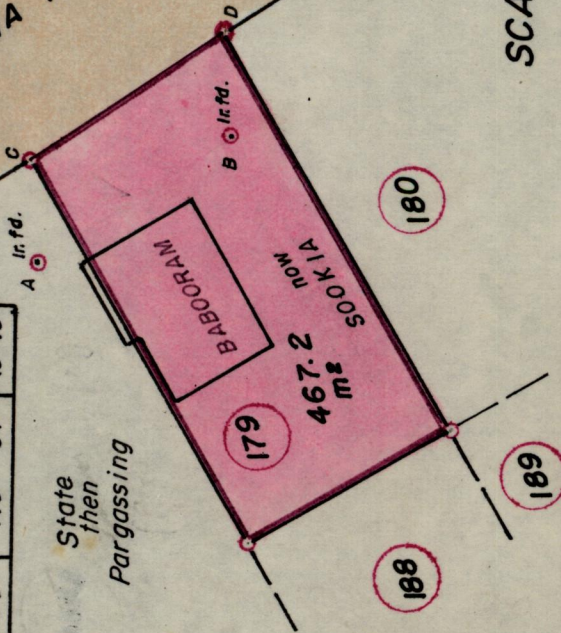 SCA
D
C
Ir. fd.
B
Ir. fd.
A
180
BABOORAM
now
SOOKIA
467.2
m²
179
State
then
Pargassing
189
188